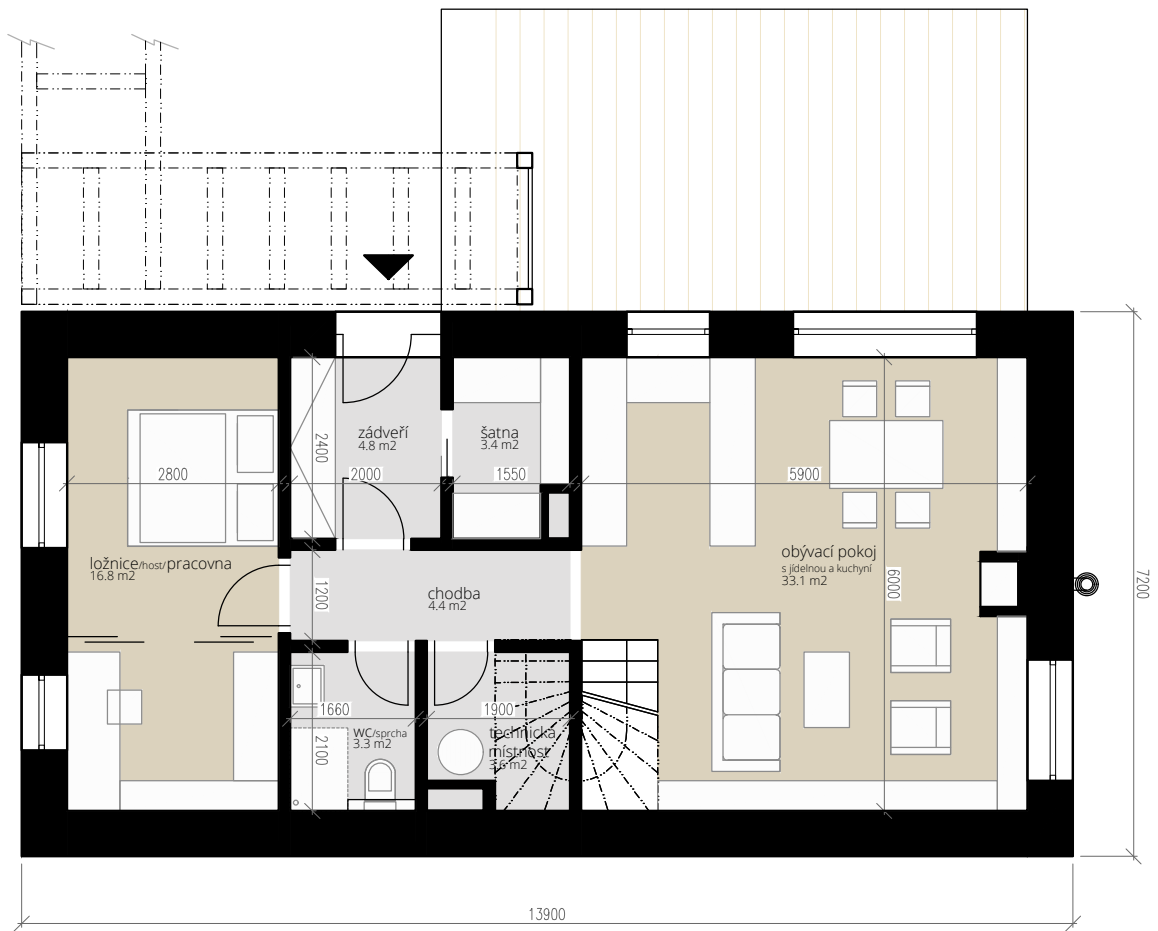 zádveří
4.8 m2
šatna
3.4 m2
2400
2800
2000
1550
5900
obývací pokoj
s jídelnou a kuchyní
33.1 m2
ložnice/host/pracovna
16.8 m2
chodba
4.4 m2
1200
6000
7200
1660
1900
WC/sprcha
3.3 m2
2100
technická
místnost
3.6 m2
13900